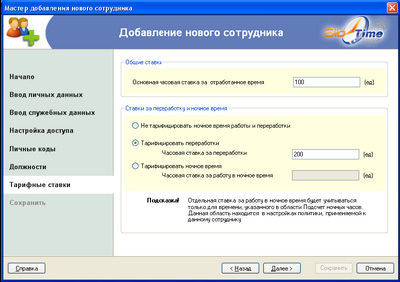 Мастер добавления нового сотрудника
Добавление нового сотрудника
BioTime
Начало
Ввод личных данных
Ввод служебных данных
Настройка доступа
Личные коды
Должности
Тарифные ставки
Сохранить
Общие ставки
Основная часовая ставка за отработанное время 100 (ед)
Ставки за переработку и ночное время
Не тарифицировать ночное время работы и переработки
Тарифицировать переработки
Часовая ставка за переработки 200 (ед)
Тарифицировать ночное время
Часовая ставка за работу в ночное время (ед)
Подсказка! Отдельная ставка за работу в ночное время будет учитываться
только для времени, указанного в области Подсчет ночных часов.
Данная область находится в настройках политики, применяемой к
данному сотруднику
Справка
< Назад
Далее >
Сохранить
Отмена